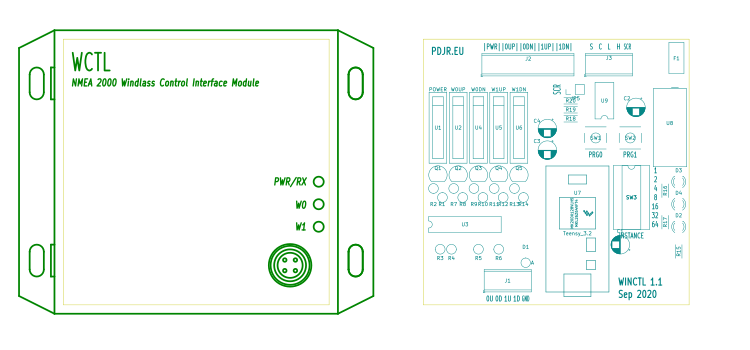 WCTL
NMEA 2000 Windlass Control Interface Module
PWR/RX
W0
W1
PDJR.EU
|PWR||0UP||0DN||1UP||1DN|
J2
S C L H SCR
J3
F1
POWER W0UP W0DN W1UP W1DN
SCR
R20
R19
R18
U9
C2
U8
U1 U2 U4 U5 U6
C4
C3
SW2 SW1
PRG0 PRG1
Q1 Q2 Q3 Q4 Q5
U7
Teensy_3.2
SW3
1
2
4
8
16
32
64
D3
R16
D4
R17
D2
R15
R2 R1 R7 R8 R9 R10 R11 R12 R13 R14
U3
INSTANCE
R3 R4 R5 R6
D1
A
J1
0U 0D 1U 1D GND
WINCTL 1.1
Sep 2020